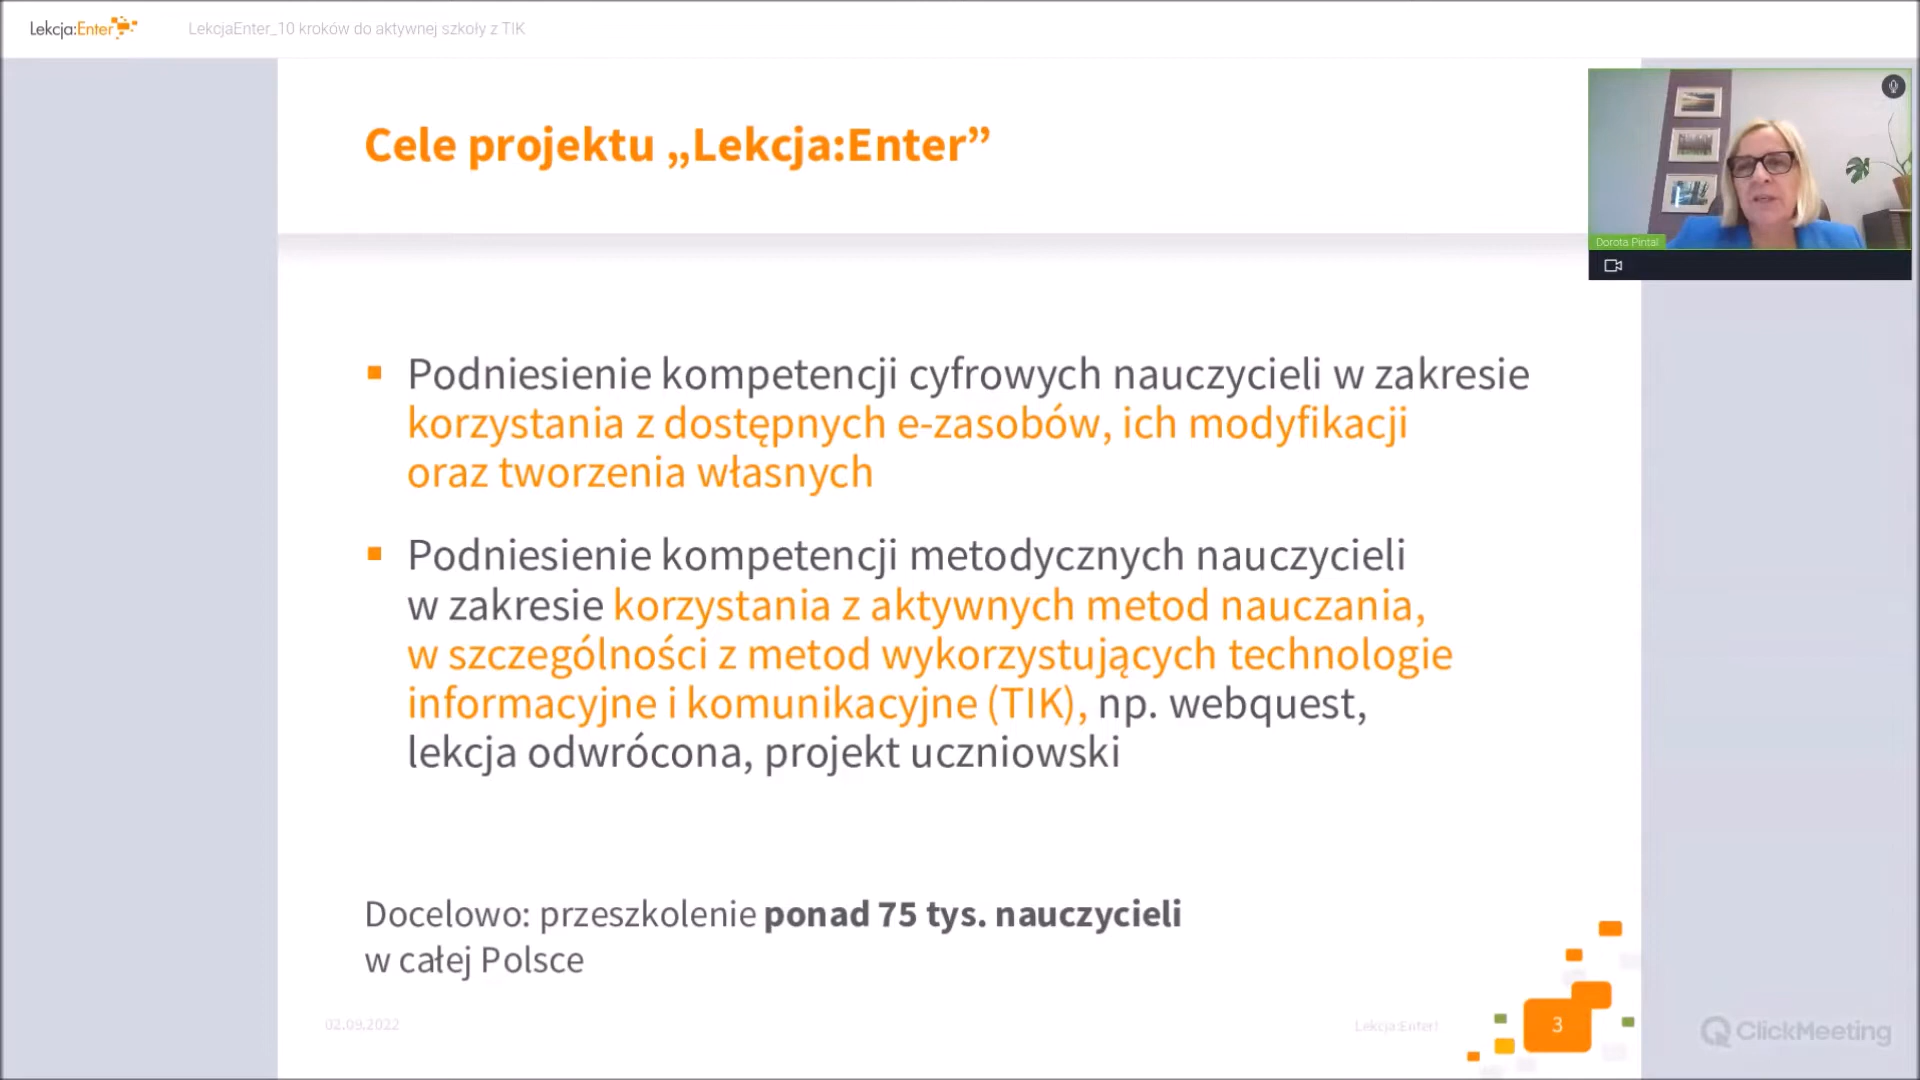 Lekcja:Enter
LekcjaEnter_10 kroków do aktywnej szkoły z TIK
Cele projektu „Lekcja:Enter”
Dorota Pintal
▪ Podniesienie kompetencji cyfrowych nauczycieli w zakresie
korzystania z dostępnych e-zasobów, ich modyfikacji
oraz tworzenia własnych
▪ Podniesienie kompetencji metodycznych nauczycieli
w zakresie korzystania z aktywnych metod nauczania,
w szczególności z metod wykorzystujących technologie
informacyjne i komunikacyjne (TIK), np. webquest,
lekcja odwrócona, projekt uczniowski
Docelowo: przeszkolenie ponad 75 tys. nauczycieli
w całej Polsce
02.09.2022
Lekcja:Enter!
3
ClickMeeting